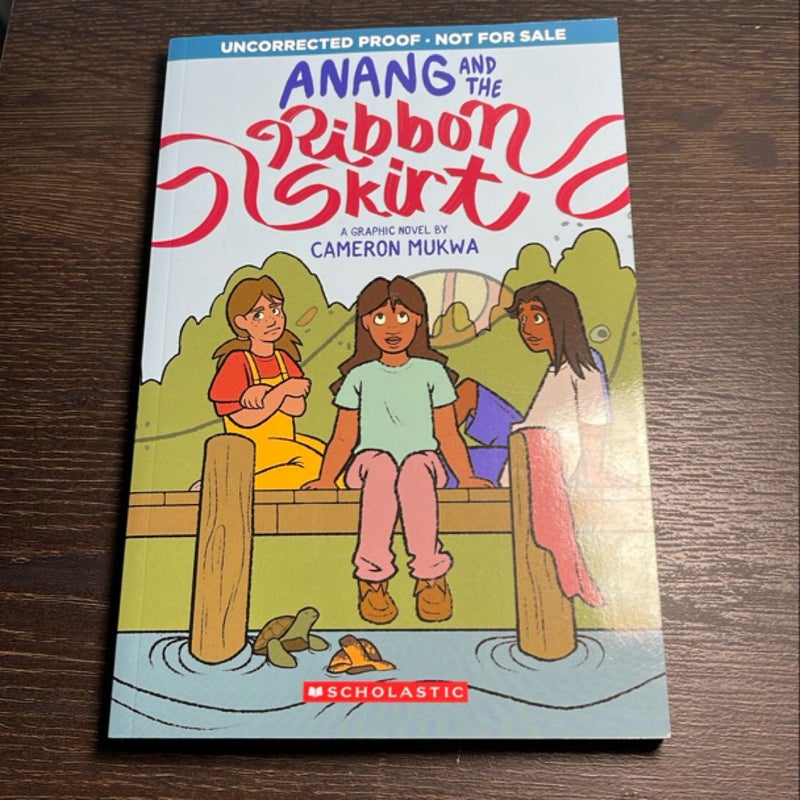 UNCORRECTED PROOF · NOT FOR SALE
ANANG AND THE
Ribbon
Skirt
A GRAPHIC NOVEL BY
CAMERON MUKWA
SCHOLASTIC